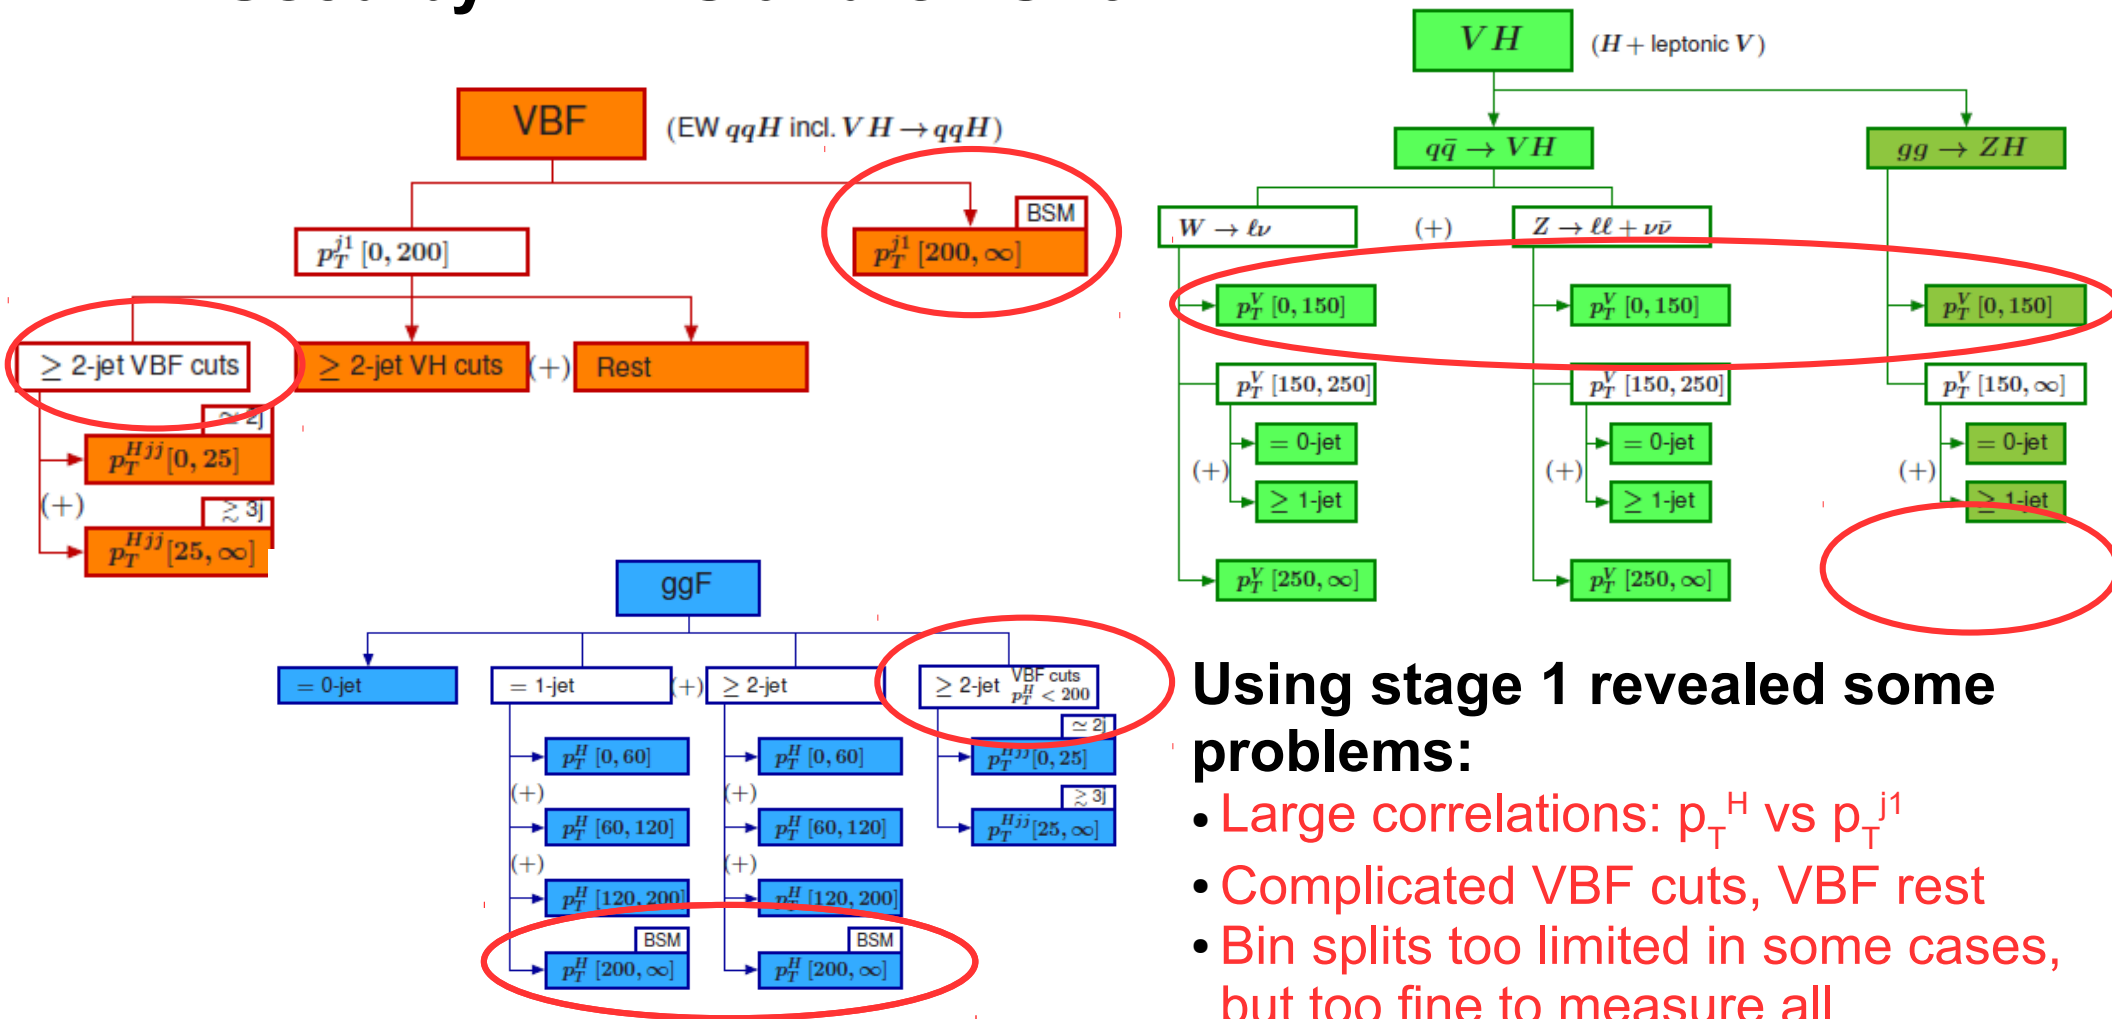 VBF
(EW qqH incl. VH → qqH)
BSM
p_T^{j1} [0, 200]
p_T^{j1} [200, ∞]
≥ 2-jet VBF cuts
≥ 2-jet VH cuts
(+)
Rest
≃ 2j
p_T^{Hjj} [0, 25]
(+)
≳ 3j
p_T^{Hjj} [25, ∞]
VH
(H + leptonic V)
qq̄ → VH
gg → ZH
W → ℓν
(+)
Z → ℓℓ + νν̄
p_T^V [0, 150]
p_T^V [0, 150]
p_T^V [0, 150]
p_T^V [150, 250]
p_T^V [150, 250]
p_T^V [150, ∞]
= 0-jet
= 0-jet
= 0-jet
(+)
(+)
(+)
≥ 1-jet
≥ 1-jet
≥ 1-jet
p_T^V [250, ∞]
p_T^V [250, ∞]
ggF
= 0-jet
= 1-jet
(+)
≥ 2-jet
≥ 2-jet VBF cuts
p_T^H < 200
≃ 2j
p_T^H [0, 60]
p_T^H [0, 60]
p_T^{Hjj} [0, 25]
(+)
(+)
≳ 3j
p_T^H [60, 120]
p_T^H [60, 120]
p_T^{Hjj} [25, ∞]
(+)
(+)
p_T^H [120, 200]
p_T^H [120, 200]
BSM
BSM
p_T^H [200, ∞]
p_T^H [200, ∞]
Using stage 1 revealed some
problems:
• Large correlations: p_T^H vs p_T^{j1}
• Complicated VBF cuts, VBF rest
• Bin splits too limited in some cases,
but too fine to measure all